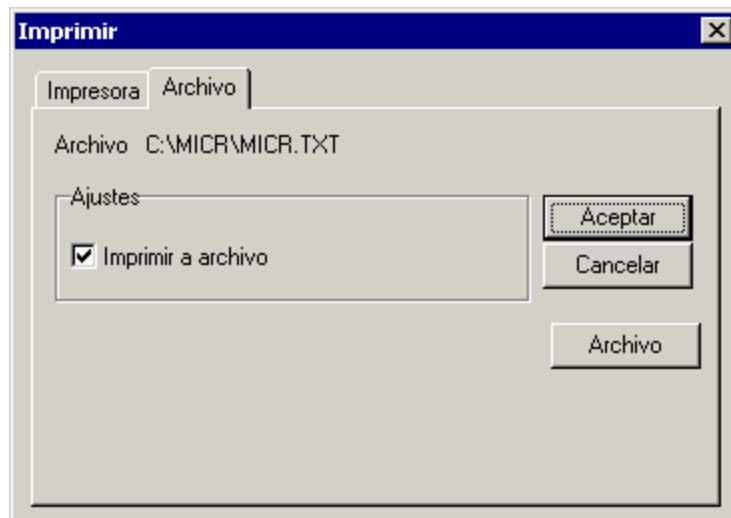 Imprimir
Impresora Archivo
Archivo C:\MICR\MICR.TXT
Ajustes
Aceptar
Imprimir a archivo
Cancelar
Archivo